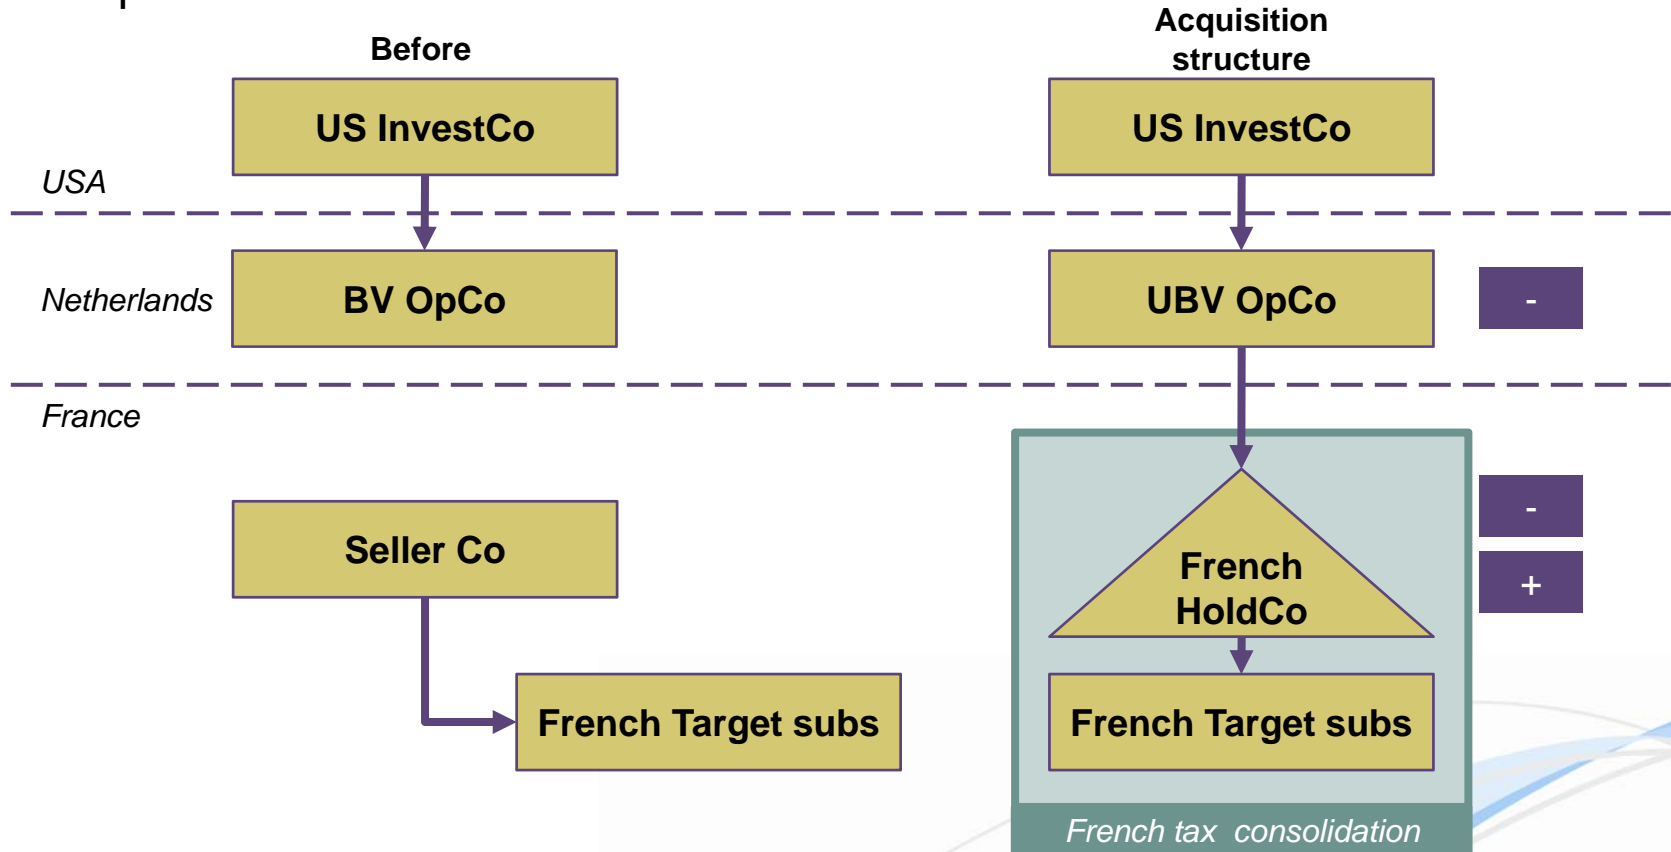 Before
Acquisition
structure
US InvestCo
US InvestCo
USA
Netherlands
BV OpCo
UBV OpCo
-
France
Seller Co
French
HoldCo
-
+
French Target subs
French Target subs
French tax consolidation